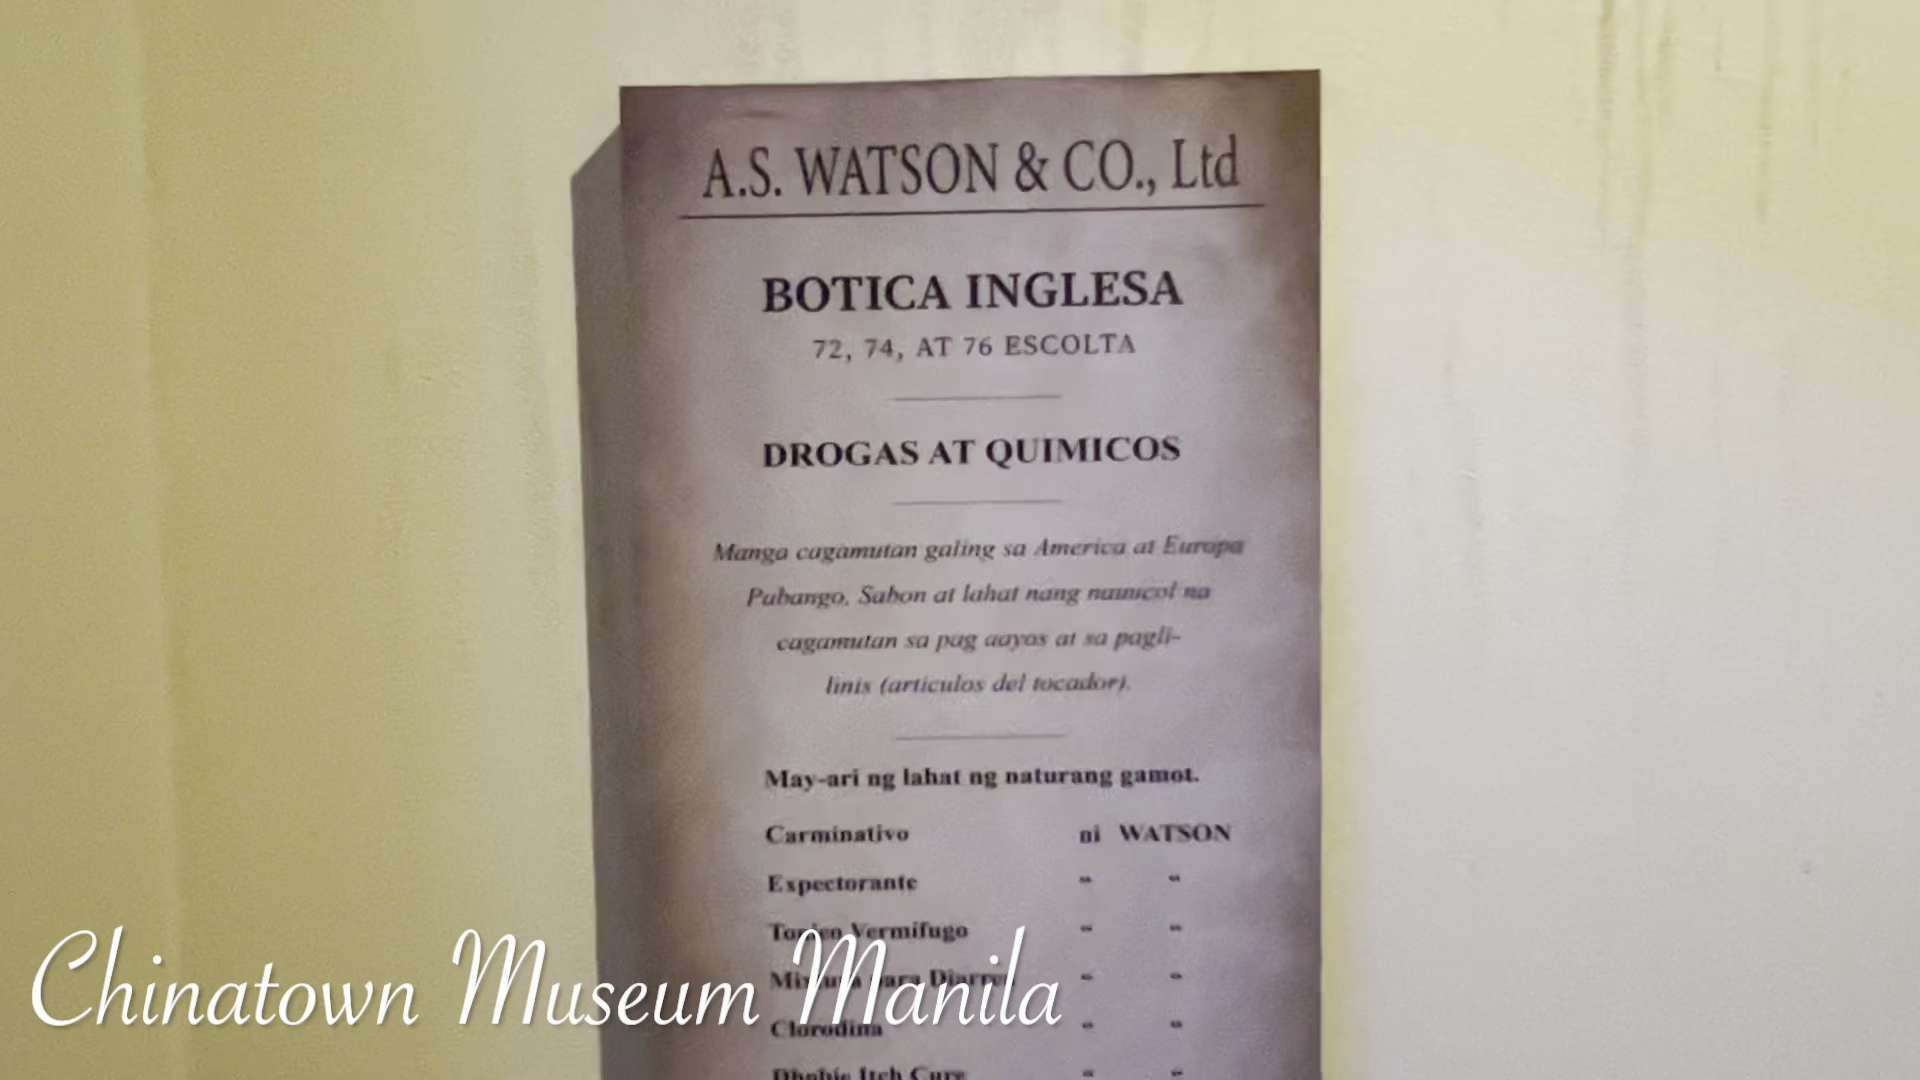 A.S. WATSON & CO., Ltd
BOTICA INGLESA
72, 74, AT 76 ESCOLTA
DROGAS AT QUIMICOS
Manga cagamutan galing sa America at Europa
Pabango, Sabon at lahat nang na
cagamutan sa pag aayos at sa pagli-
linis (articulos del tocador).
May-ari ng lahat ng naturang gamot.
Carminativo ni WATSON
Expectorante " "
Tonico Vermifugo " "
Mixtura para Diarrea " "
Clorodina " "
Dhobie Itch Cure " "
Chinatown Museum Manila